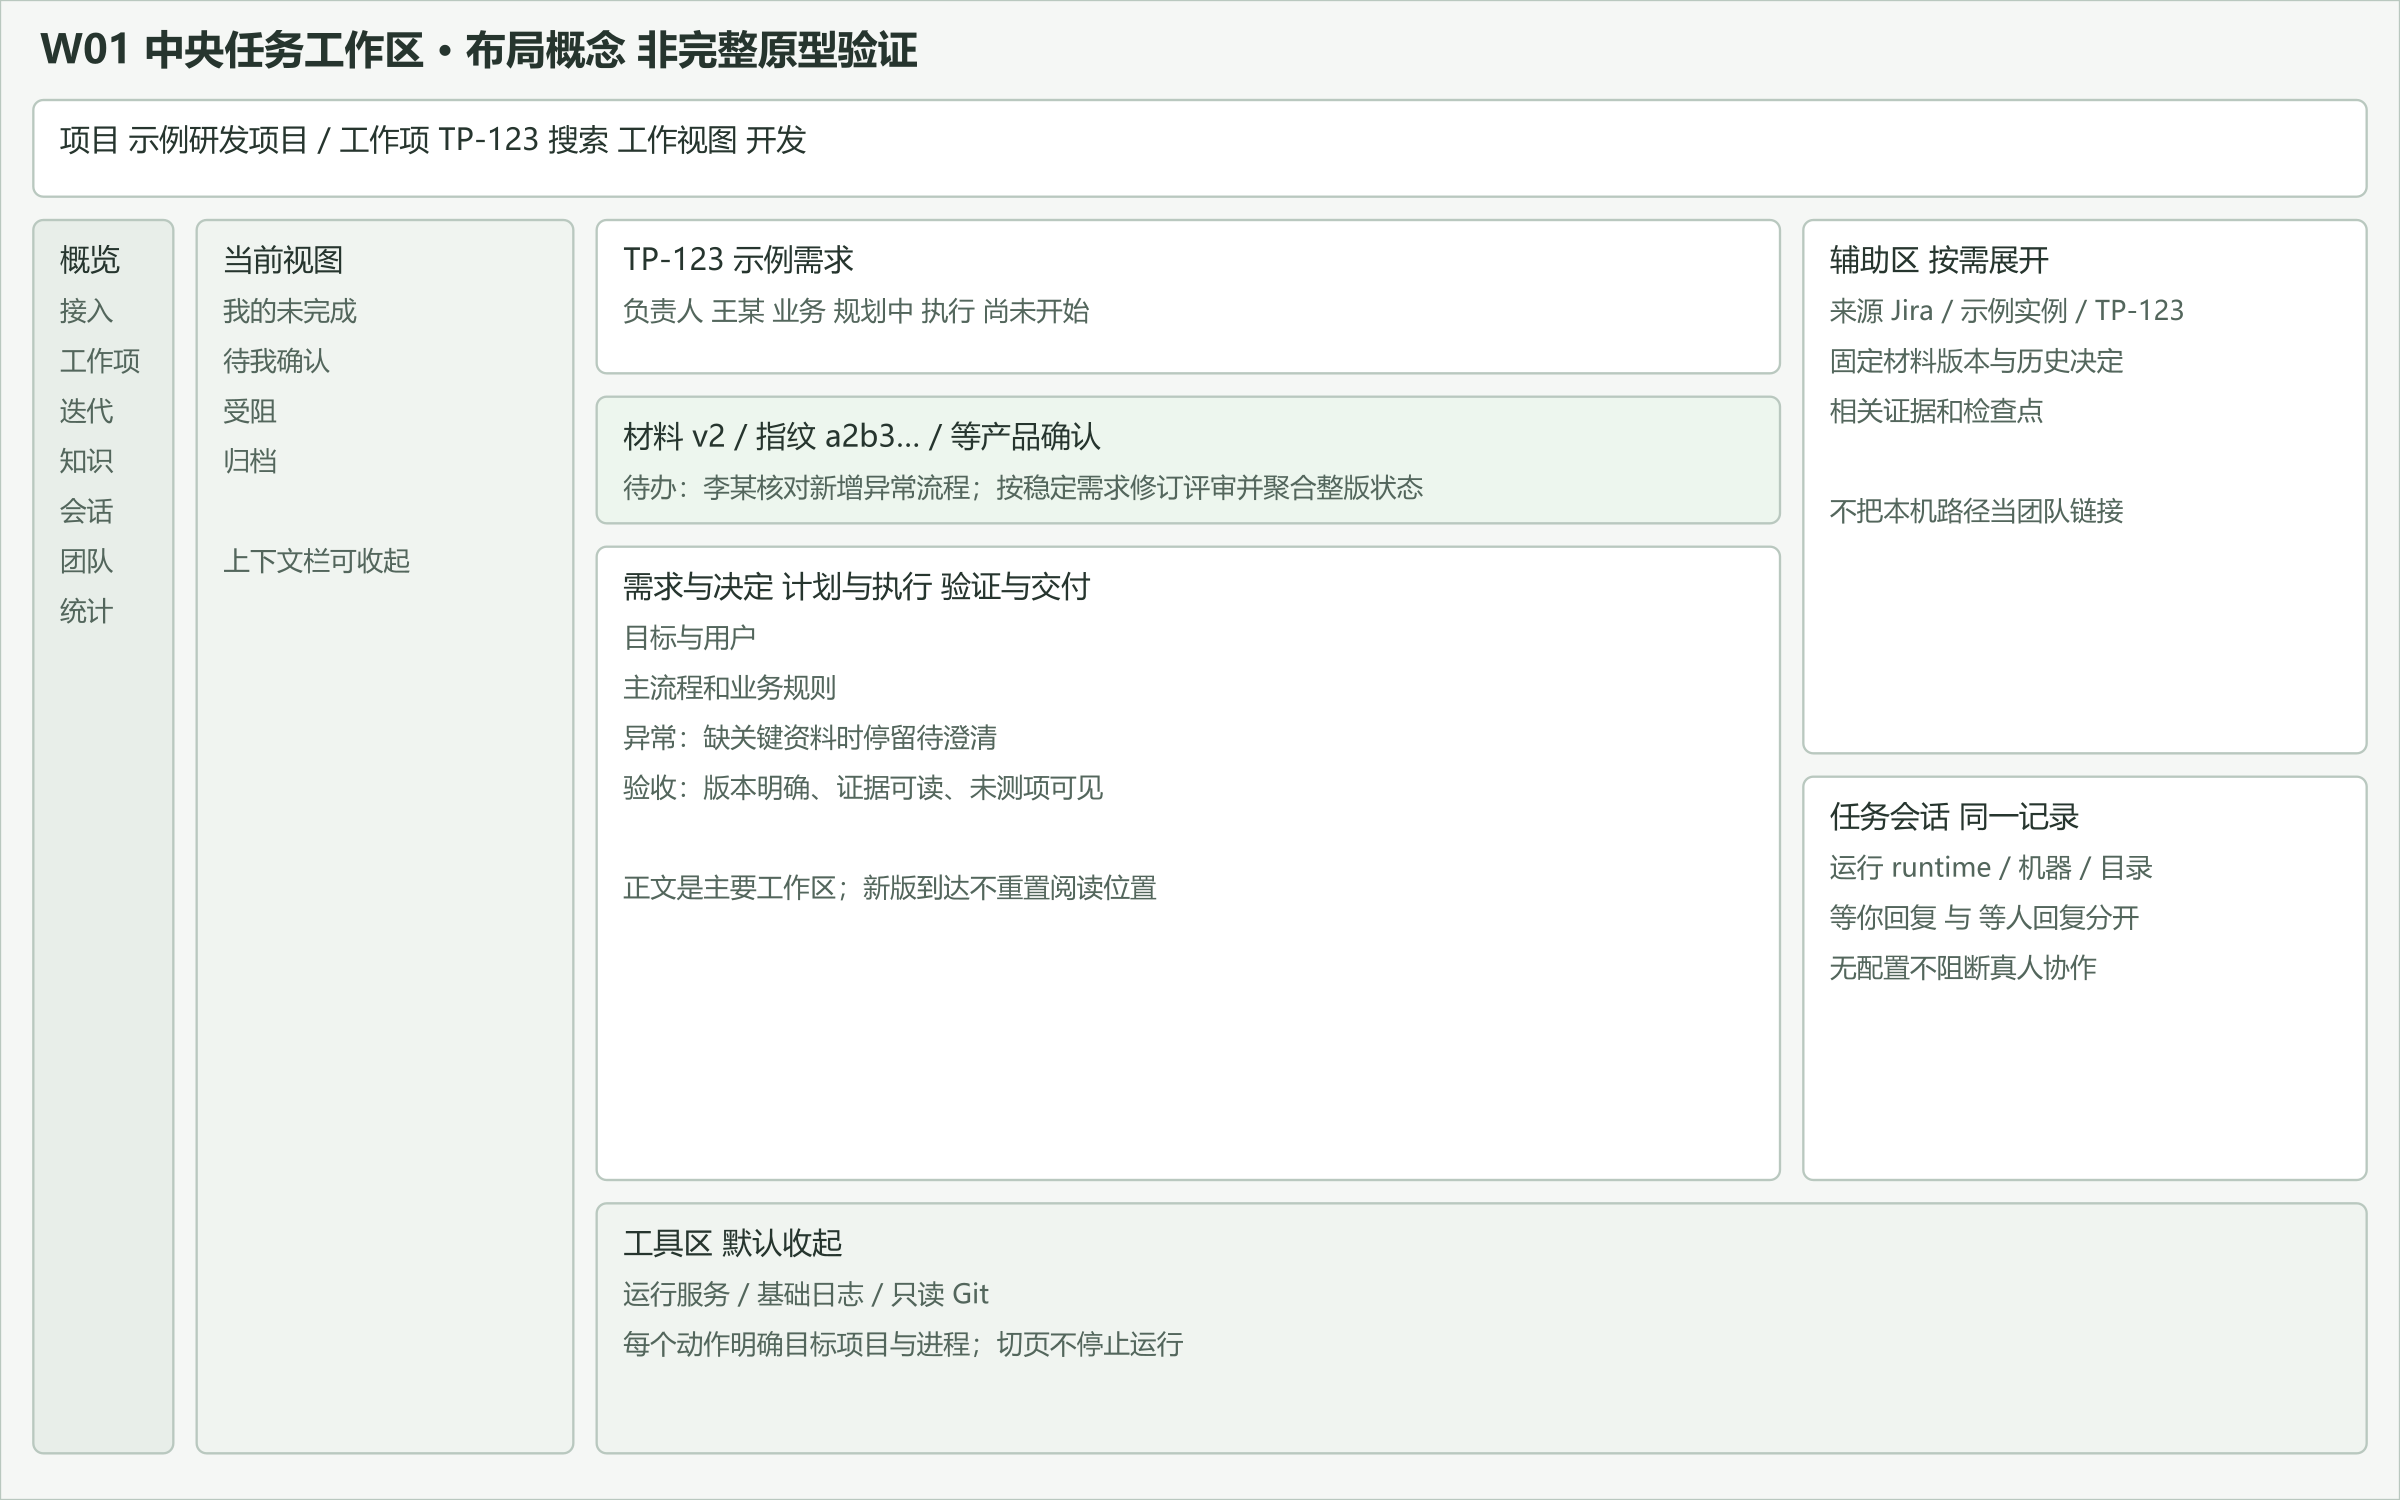 W01 中央任务工作区 • 布局概念 非完整原型验证
项目 示例研发项目 / 工作项 TP-123 搜索 工作视图 开发
概览
接入
工作项
迭代
知识
会话
团队
统计
当前视图
我的未完成
待我确认
受阻
归档
上下文栏可收起
TP-123 示例需求
负责人 王某 业务 规划中 执行 尚未开始
材料 v2 / 指纹 a2b3... / 等产品确认
待办：李某核对新增异常流程；按稳定需求修订评审并聚合整版状态
需求与决定 计划与执行 验证与交付
目标与用户
主流程和业务规则
异常：缺关键资料时停留待澄清
验收：版本明确、证据可读、未测项可见
正文是主要工作区；新版到达不重置阅读位置
辅助区 按需展开
来源 Jira / 示例实例 / TP-123
固定材料版本与历史决定
相关证据和检查点
不把本机路径当团队链接
任务会话 同一记录
运行 runtime / 机器 / 目录
等你回复 与 等人回复分开
无配置不阻断真人协作
工具区 默认收起
运行服务 / 基础日志 / 只读 Git
每个动作明确目标项目与进程；切页不停止运行